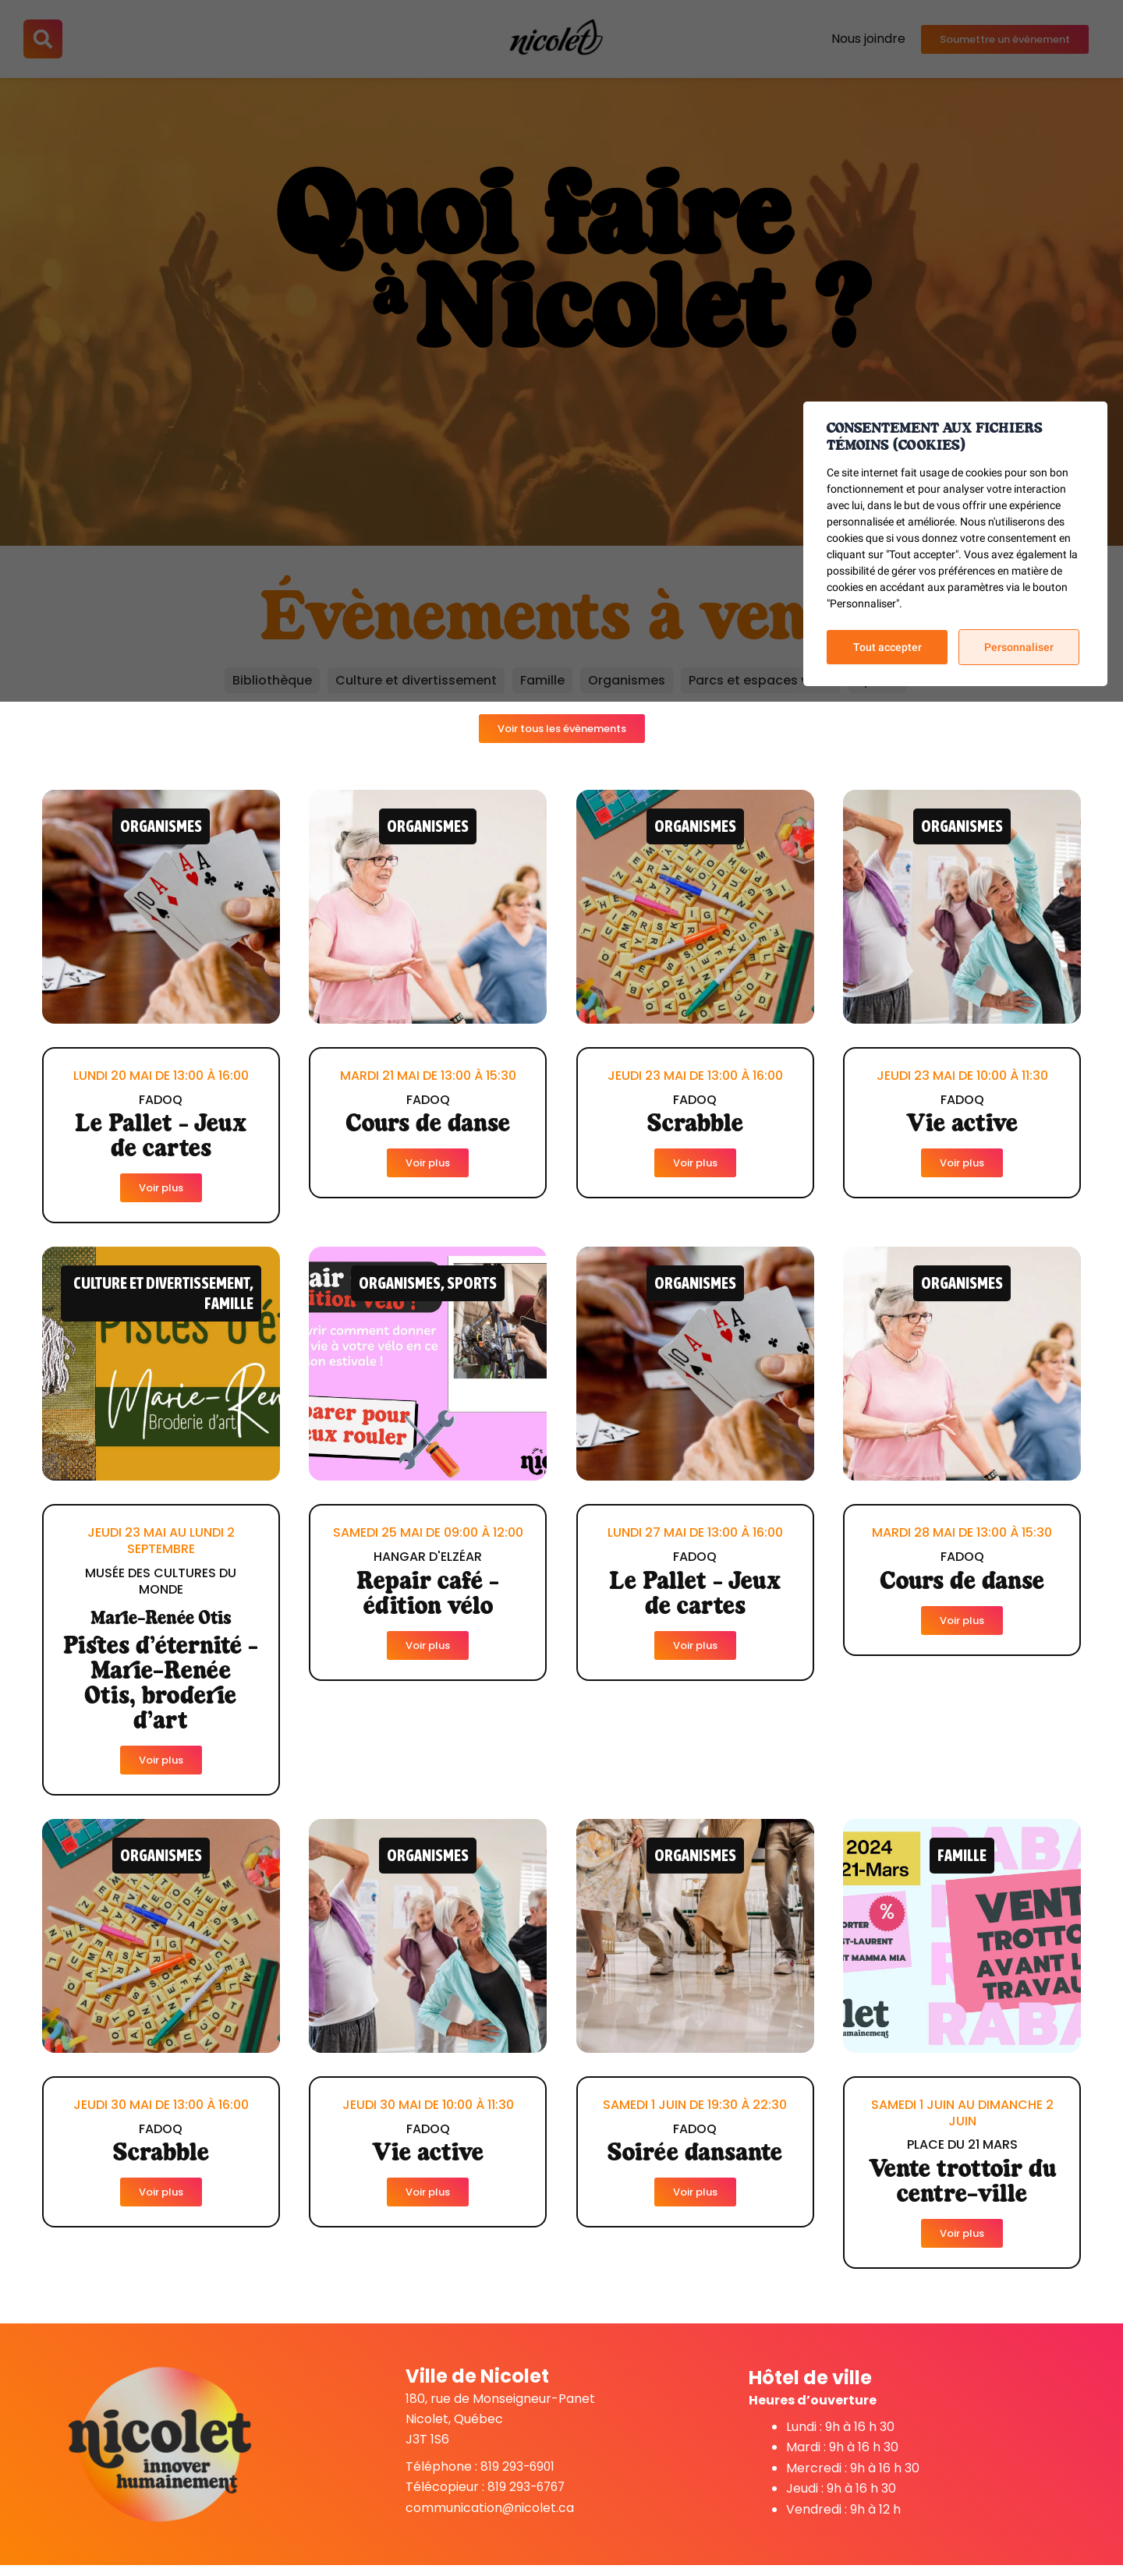 nicolet
Nous joindre
Soumettre un évènement
Quoi faire
à Nicolet ?
CONSENTEMENT AUX FICHIERS
TÉMOINS (COOKIES)
Ce site internet fait usage de cookies pour son bon
fonctionnement et pour analyser votre interaction
avec lui, dans le but de vous offrir une expérience
personnalisée et améliorée. Nous n'utiliserons des
cookies que si vous donnez votre consentement en
cliquant sur "Tout accepter". Vous avez également la
possibilité de gérer vos préférences en matière de
cookies en accédant aux paramètres via le bouton
"Personnaliser".
Tout accepter
Personnaliser
Évènements à
Bibliothèque
Culture et divertissement
Famille
Organismes
Parcs et espaces
Voir tous les évènements
ORGANISMES
ORGANISMES
ORGANISMES
ORGANISMES
LUNDI 20 MAI DE 13:00 À 16:00
FADOQ
Le Pallet - Jeux
de cartes
Voir plus
MARDI 21 MAI DE 13:00 À 15:30
FADOQ
Cours de danse
Voir plus
JEUDI 23 MAI DE 13:00 À 16:00
FADOQ
Scrabble
Voir plus
JEUDI 23 MAI DE 10:00 À 11:30
FADOQ
Vie active
Voir plus
CULTURE ET DIVERTISSEMENT,
FAMILLE
Pistes d'é
Marie-Ren
Broderie d'art
ORGANISMES, SPORTS
air
ition vélo !
vrir comment donner
vie à votre vélo en ce
son estivale !
parer pour
eux rouler
nic
ORGANISMES
ORGANISMES
JEUDI 23 MAI AU LUNDI 2
SEPTEMBRE
MUSÉE DES CULTURES DU
MONDE
Marie-Renée Otis
Pistes d'éternité -
Marie-Renée
Otis, broderie
d'art
Voir plus
SAMEDI 25 MAI DE 09:00 À 12:00
HANGAR D'ELZÉAR
Repair café -
édition vélo
Voir plus
LUNDI 27 MAI DE 13:00 À 16:00
FADOQ
Le Pallet - Jeux
de cartes
Voir plus
MARDI 28 MAI DE 13:00 À 15:30
FADOQ
Cours de danse
Voir plus
ORGANISMES
ORGANISMES
ORGANISMES
FAMILLE
2024
21-Mars
%
ORTER
ST-LAURENT
T MAMMA MIA
VENT
TROTTO
AVANT L
TRAVAU
RABA
RABA
let
humainement
JEUDI 30 MAI DE 13:00 À 16:00
FADOQ
Scrabble
Voir plus
JEUDI 30 MAI DE 10:00 À 11:30
FADOQ
Vie active
Voir plus
SAMEDI 1 JUIN DE 19:30 À 22:30
FADOQ
Soirée dansante
Voir plus
SAMEDI 1 JUIN AU DIMANCHE 2
JUIN
PLACE DU 21 MARS
Vente trottoir du
centre-ville
Voir plus
nicolet
innover
humainement
Ville de Nicolet
180, rue de Monseigneur-Panet
Nicolet, Québec
J3T 1S6
Téléphone : 819 293-6901
Télécopieur : 819 293-6767
communication@nicolet.ca
Hôtel de ville
Heures d'ouverture
Lundi : 9h à 16 h 30
Mardi : 9h à 16 h 30
Mercredi : 9h à 16 h 30
Jeudi : 9h à 16 h 30
Vendredi : 9h à 12 h